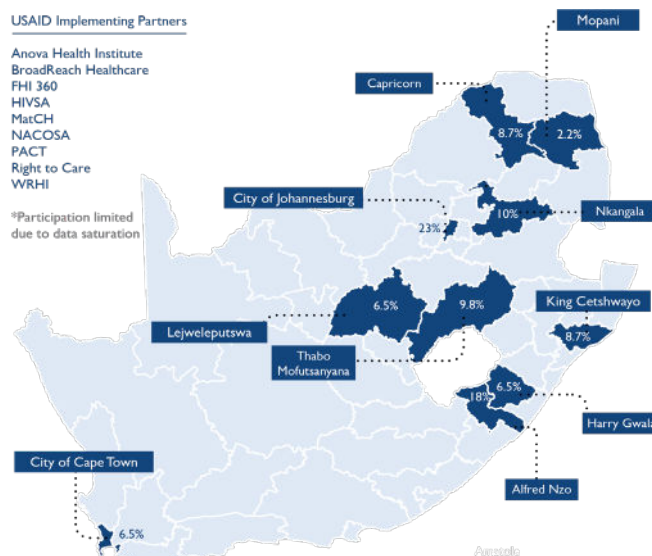 USAID Implementing Partners
Anova Health Institute
BroadReach Healthcare
FHI 360
HIVSA
MatCH
NACOSA
PACT
Right to Care
WRHI
*Participation limited
due to data saturation
Mopani
Capricorn
8.7%
2.2%
City of Johannesburg
23%
10%
Nkangala
6.5%
9.8%
King Cetshwayo
8.7%
Lejweleputswa
Thabo
Mofutsanyana
18%
6.5%
Harry Gwala
City of Cape Town
Alfred Nzo
6.5%